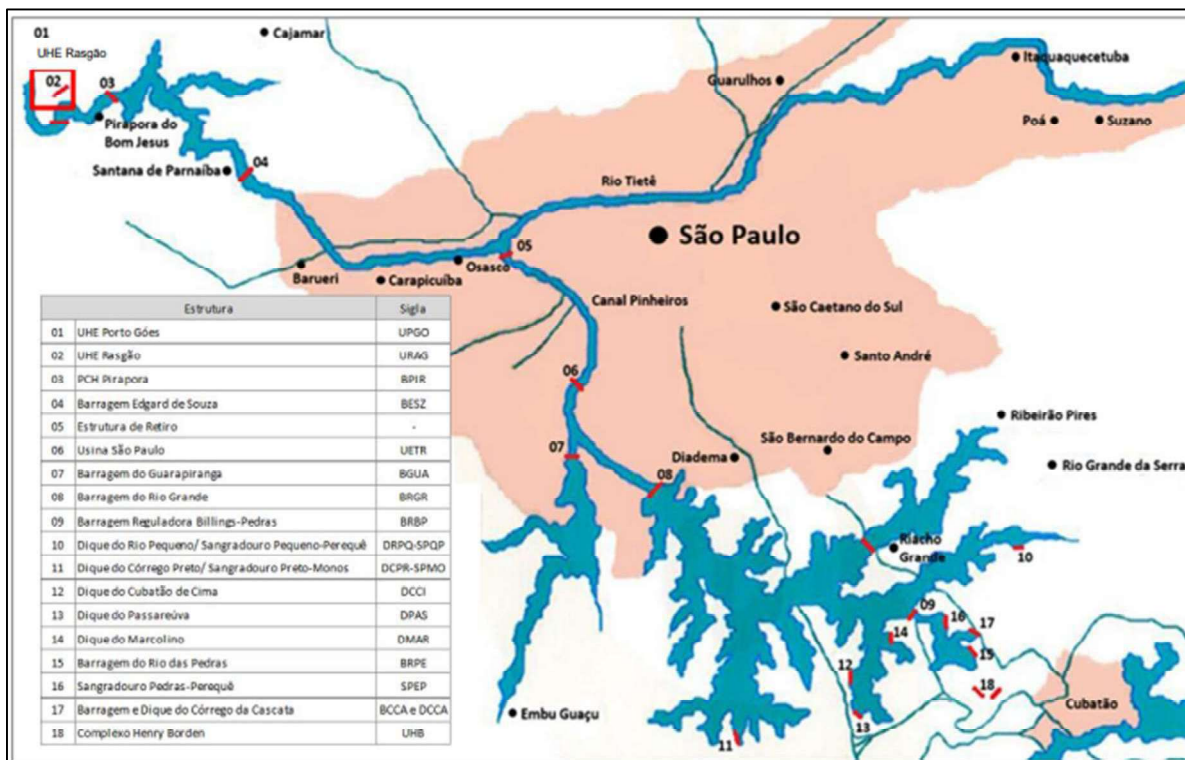 01
UHE Rasgão
02
03
Cajamar
Pirapora do
Bom Jesus
Santana de Parnaíba
04
Guarulhos
Itaquaquecetuba
Poá
Suzano
Rio Tietê
São Paulo
05
Osasco
Barueri
Carapicuíba
Canal Pinheiros
São Caetano do Sul
Santo André
06
07
08
Diadema
São Bernardo do Campo
Ribeirão Pires
Rio Grande da Serra
Riacho
Grande
10
09
16
17
14
15
12
18
13
11
Cubatão
Embu Guaçu
Estrutura Sigla
01 UHE Porto Góes UPGO
02 UHE Rasgão URAG
03 PCH Pirapora BPIR
04 Barragem Edgard de Souza BESZ
05 Estrutura de Retiro -
06 Usina São Paulo UETR
07 Barragem do Guarapiranga BGUA
08 Barragem do Rio Grande BRGR
09 Barragem Reguladora Billings-Pedras BRBP
10 Dique do Rio Pequeno/ Sangradouro Pequeno-Perequê DRPQ-SPQP
11 Dique do Córrego Preto/ Sangradouro Preto-Monos DCPR-SPMO
12 Dique do Cubatão de Cima DCCI
13 Dique do Passareúva DPAS
14 Dique do Marcolino DMAR
15 Barragem do Rio das Pedras BRPE
16 Sangradouro Pedras-Perequê SPEP
17 Barragem e Dique do Córrego da Cascata BCCA e DCCA
18 Complexo Henry Borden UHB